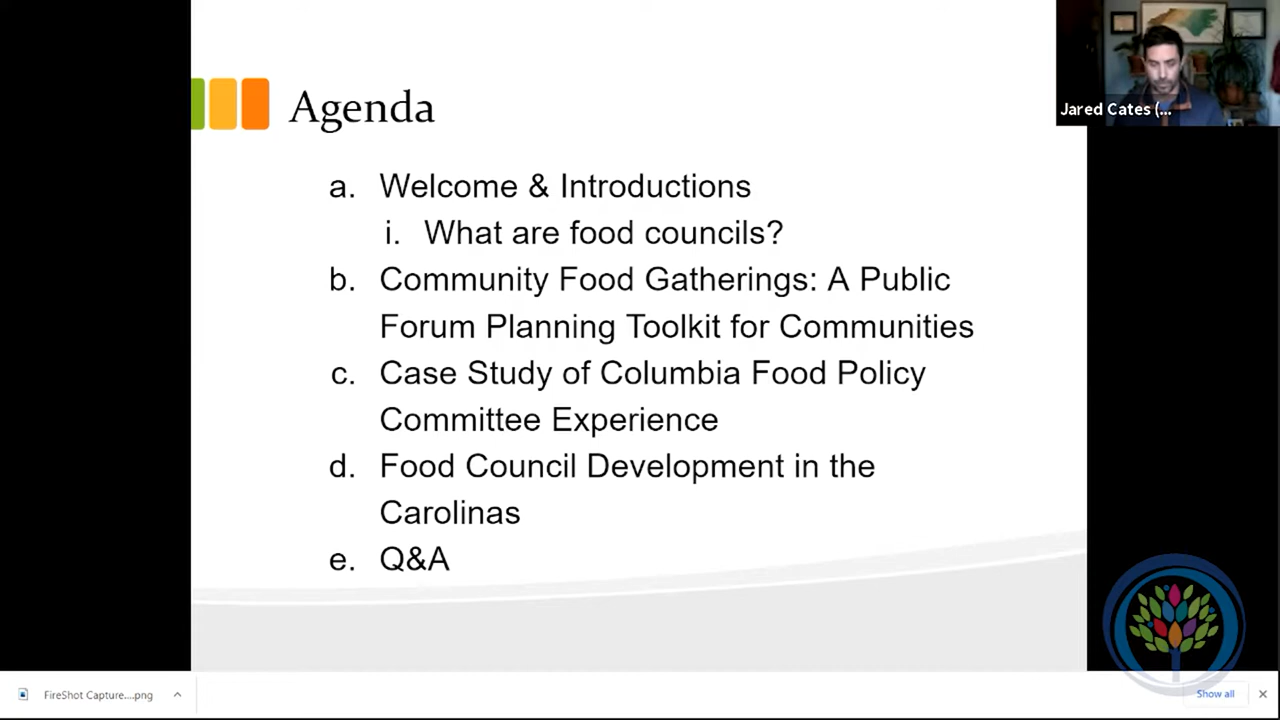 Agenda
Jared Cates (...
a. Welcome & Introductions
i. What are food councils?
b. Community Food Gatherings: A Public
Forum Planning Toolkit for Communities
c. Case Study of Columbia Food Policy
Committee Experience
d. Food Council Development in the
Carolinas
e. Q&A
FireShot Capture....png
Show all